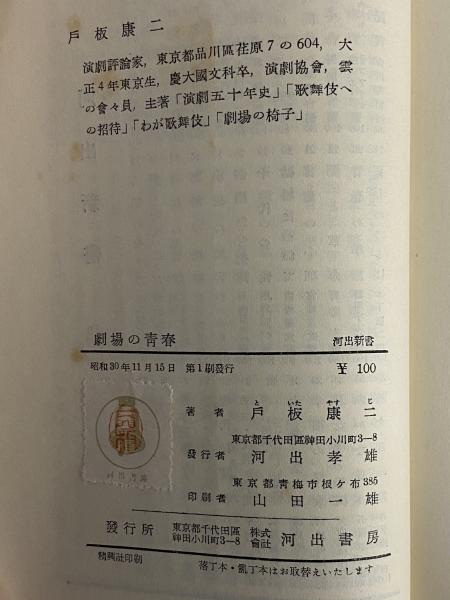 戸板康二
演劇評論家，東京都品川區荏原7の604，大
正4年東京生，慶大國文科卒，演劇協會，雲
の會々員，主著「演劇五十年史」「歌舞伎へ
の招待」「わが歌舞伎」「劇場の椅子」
劇場の青春 河出新書
昭和30年11月15日 第1刷發行 ¥ 100
と いた やす じ
著者 戸板康二
東京都千代田區神田小川町3—8
發行者 河出孝雄
東京都青梅市根ケ布385
印刷者 山田一雄
發行所 東京都千代田區神田小川町3—8 株式會社 河出書房
精興社印刷 落丁本・亂丁本はお取替えいたします